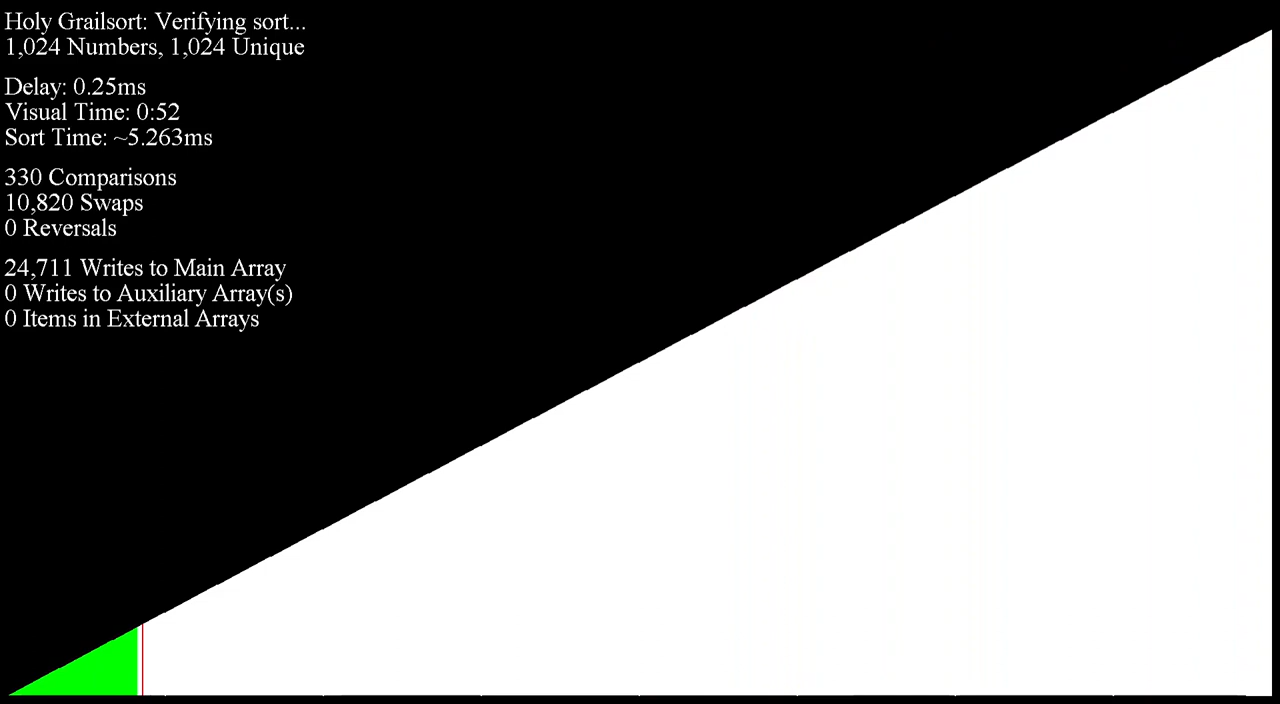 Holy Grailsort: Verifying sort...
1,024 Numbers, 1,024 Unique
Delay: 0.25ms
Visual Time: 0:52
Sort Time: ~5.263ms
330 Comparisons
10,820 Swaps
0 Reversals
24,711 Writes to Main Array
0 Writes to Auxiliary Array(s)
0 Items in External Arrays